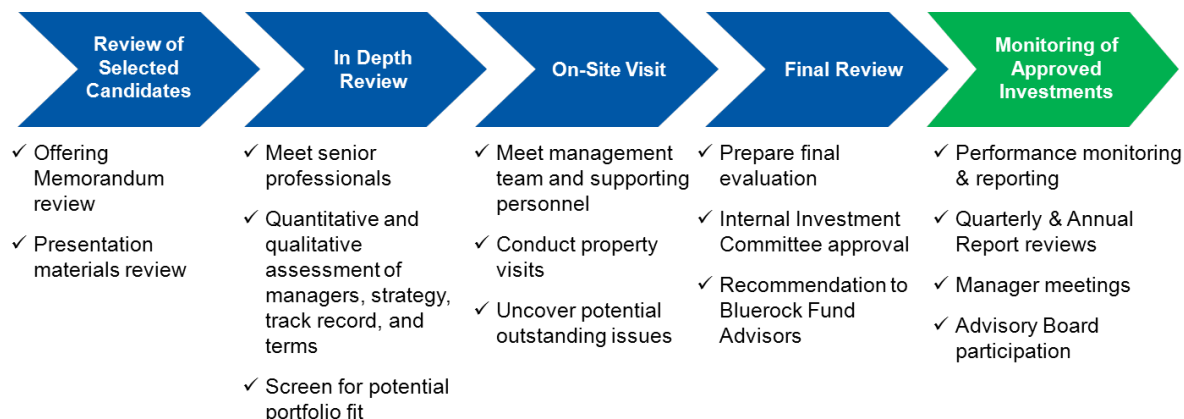 Review of
Selected
Candidates
In Depth
Review
On-Site Visit
Final Review
Monitoring of
Approved
Investments
✓ Offering
Memorandum
review
✓ Presentation
materials review
✓ Meet senior
professionals
✓ Quantitative and
qualitative
assessment of
managers, strategy,
track record, and
terms
✓ Screen for potential
portfolio fit
✓ Meet management
team and supporting
personnel
✓ Conduct property
visits
✓ Uncover potential
outstanding issues
✓ Prepare final
evaluation
✓ Internal Investment
Committee approval
✓ Recommendation to
Bluerock Fund
Advisors
✓ Performance monitoring
& reporting
✓ Quarterly & Annual
Report reviews
✓ Manager meetings
✓ Advisory Board
participation